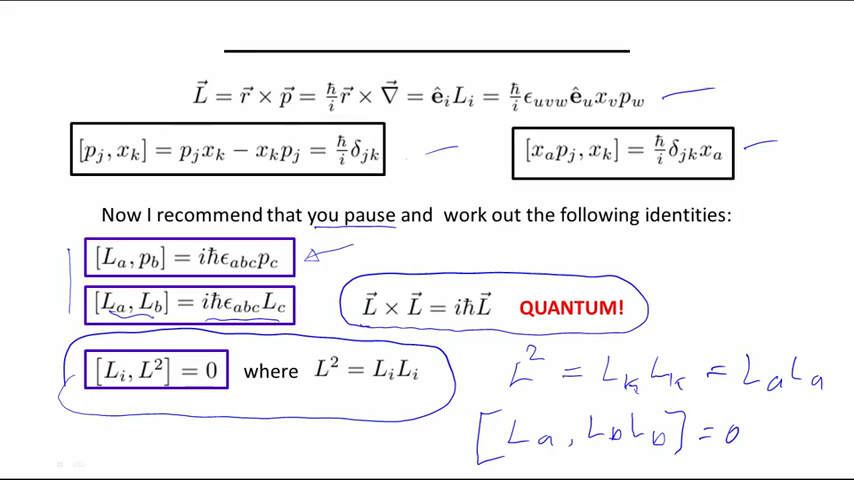 $\vec{L} = \vec{r} \times \vec{p} = \frac{\hbar}{i} \vec{r} \times \vec{\nabla} = \hat{\mathbf{e}}_i L_i = \frac{\hbar}{i} \epsilon_{uvw} \hat{\mathbf{e}}_u x_v p_w$
$[p_j, x_k] = p_j x_k - x_k p_j = \frac{\hbar}{i} \delta_{jk}$ $[x_a p_j, x_k] = \frac{\hbar}{i} \delta_{jk} x_a$
Now I recommend that you pause and work out the following identities:
$[L_a, p_b] = i\hbar \epsilon_{abc} p_c$
$[L_a, L_b] = i\hbar \epsilon_{abc} L_c$ $\vec{L} \times \vec{L} = i\hbar \vec{L}$ QUANTUM!
$[L_i, L^2] = 0$ where $L^2 = L_i L_i$
$L^2 = L_k L_k = L_a L_a$
$[L_a, L_b L_b] = 0$